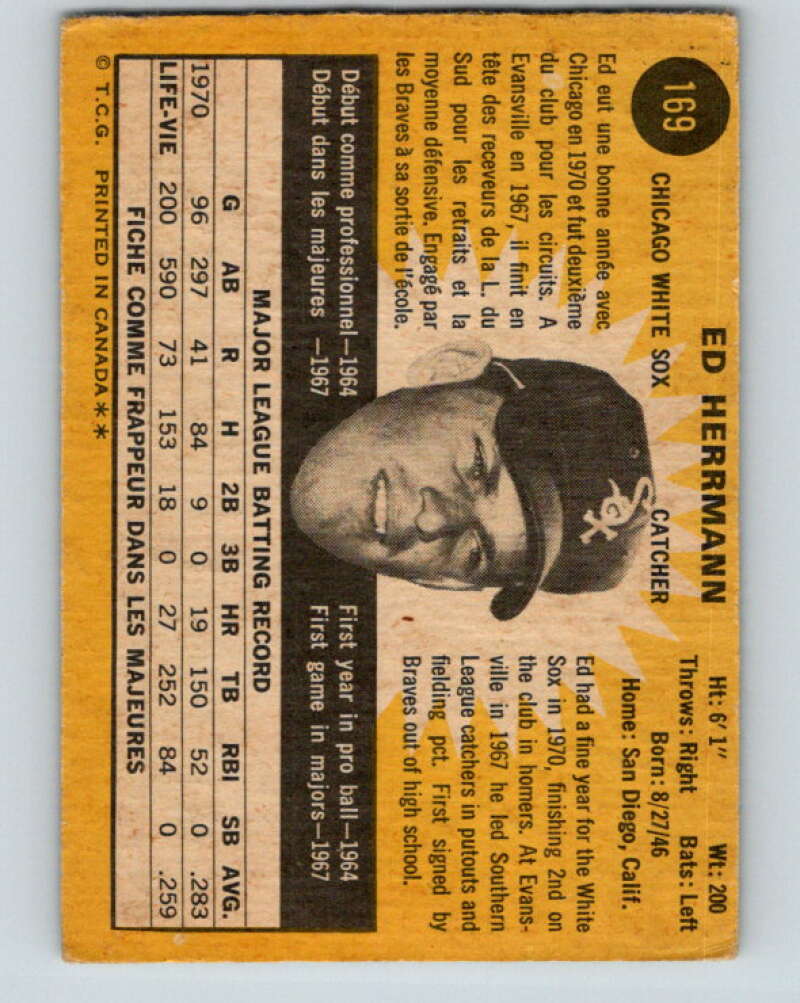 169
ED HERRMANN
CHICAGO WHITE SOX
CATCHER
Ht: 6' 1" Wt: 200
Throws: Right Bats: Left
Born: 8/27/46
Home: San Diego, Calif.
Ed eut une bonne année avec
Chicago en 1970 et fut deuxième
du club pour les circuits. A
Evansville en 1967, il finit en
tête des receveurs de la L. du
Sud pour les retraits et la
moyenne défensive. Engagé par
les Braves à sa sortie de l'école.
Ed had a fine year for the White
Sox in 1970, finishing 2nd on
the club in homers. At Evans-
ville in 1967 he led Southern
League catchers in putouts and
fielding pct. First signed by
Braves out of high school.
Début comme professionnel—1964
Début dans les majeures —1967
First year in pro ball—1964
First game in majors—1967
MAJOR LEAGUE BATTING RECORD
G AB R H 2B 3B HR TB RBI SB AVG.
1970 96 297 41 84 9 0 19 150 52 0 .283
LIFE-VIE 200 590 73 153 18 0 27 252 84 0 .259
FICHE COMME FRAPPEUR DANS LES MAJEURES
© T.C.G. PRINTED IN CANADA**
SOX